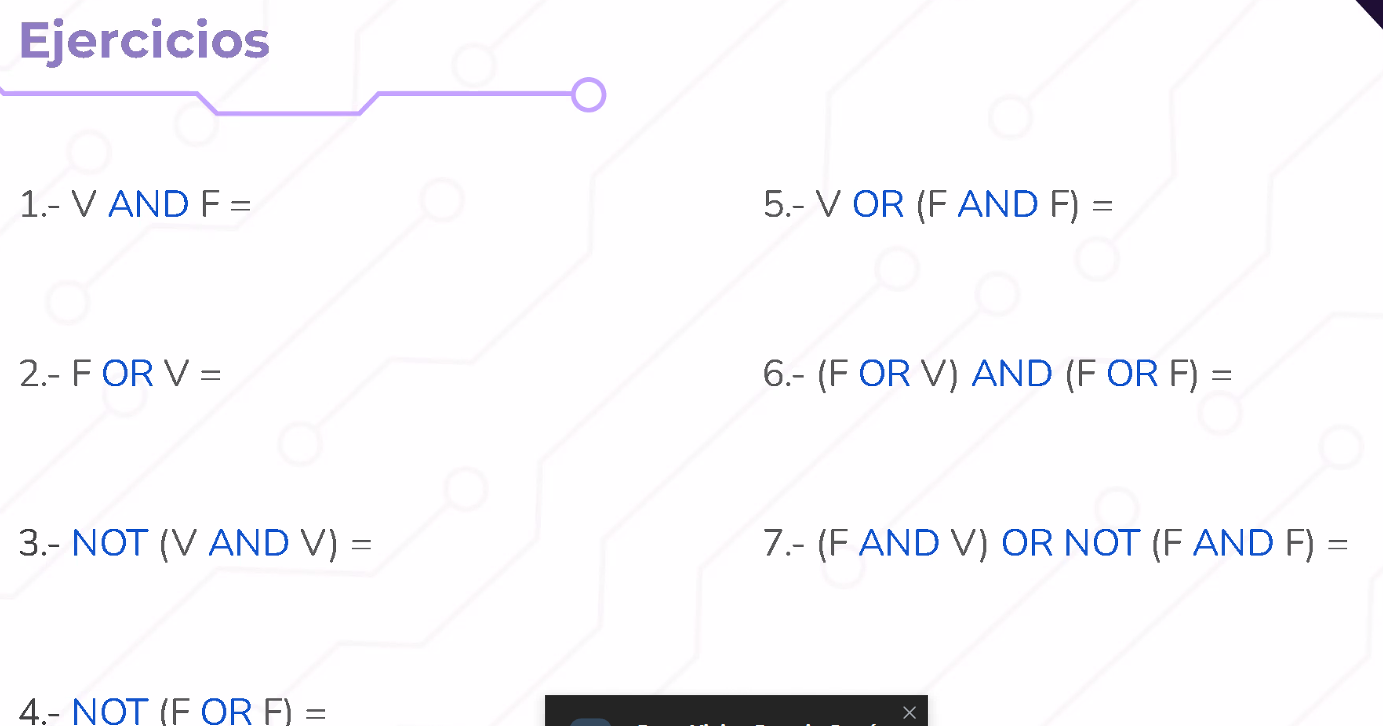 Ejercicios
1.- V AND F =
2.- F OR V =
3.- NOT (V AND V) =
4.- NOT (F OR F) =
5.- V OR (F AND F) =
6.- (F OR V) AND (F OR F) =
7.- (F AND V) OR NOT (F AND F) =